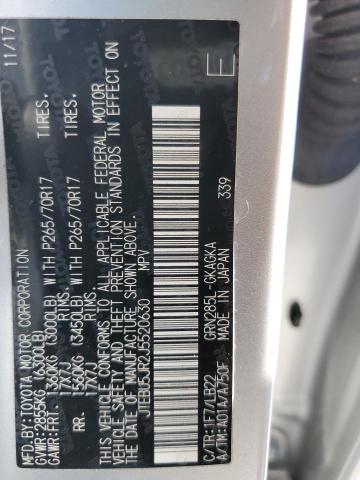 MFD.BY:TOYOTA MOTOR CORPORATION 11/17
GVWR:2855KG (6300LB)
GAWR:FRT. 1360KG (3000LB) WITH P265/70R17 TIRES.
17X7J RIMS.
RR. 1560KG (3450LB) WITH P265/70R17 TIRES.
17X7J RIMS.
THIS VEHICLE CONFORMS TO ALL APPLICABLE FEDERAL MOTOR
VEHICLE SAFETY AND THEFT PREVENTION STANDARDS IN EFFECT ON
THE DATE OF MANUFACTURE SHOWN ABOVE.
JTEBU5JR2J5520630 MPV
C/TR:1F7/LB22 GRN285L-GKAGKA 339 E
A/TM:A01A/A750F MADE IN JAPAN